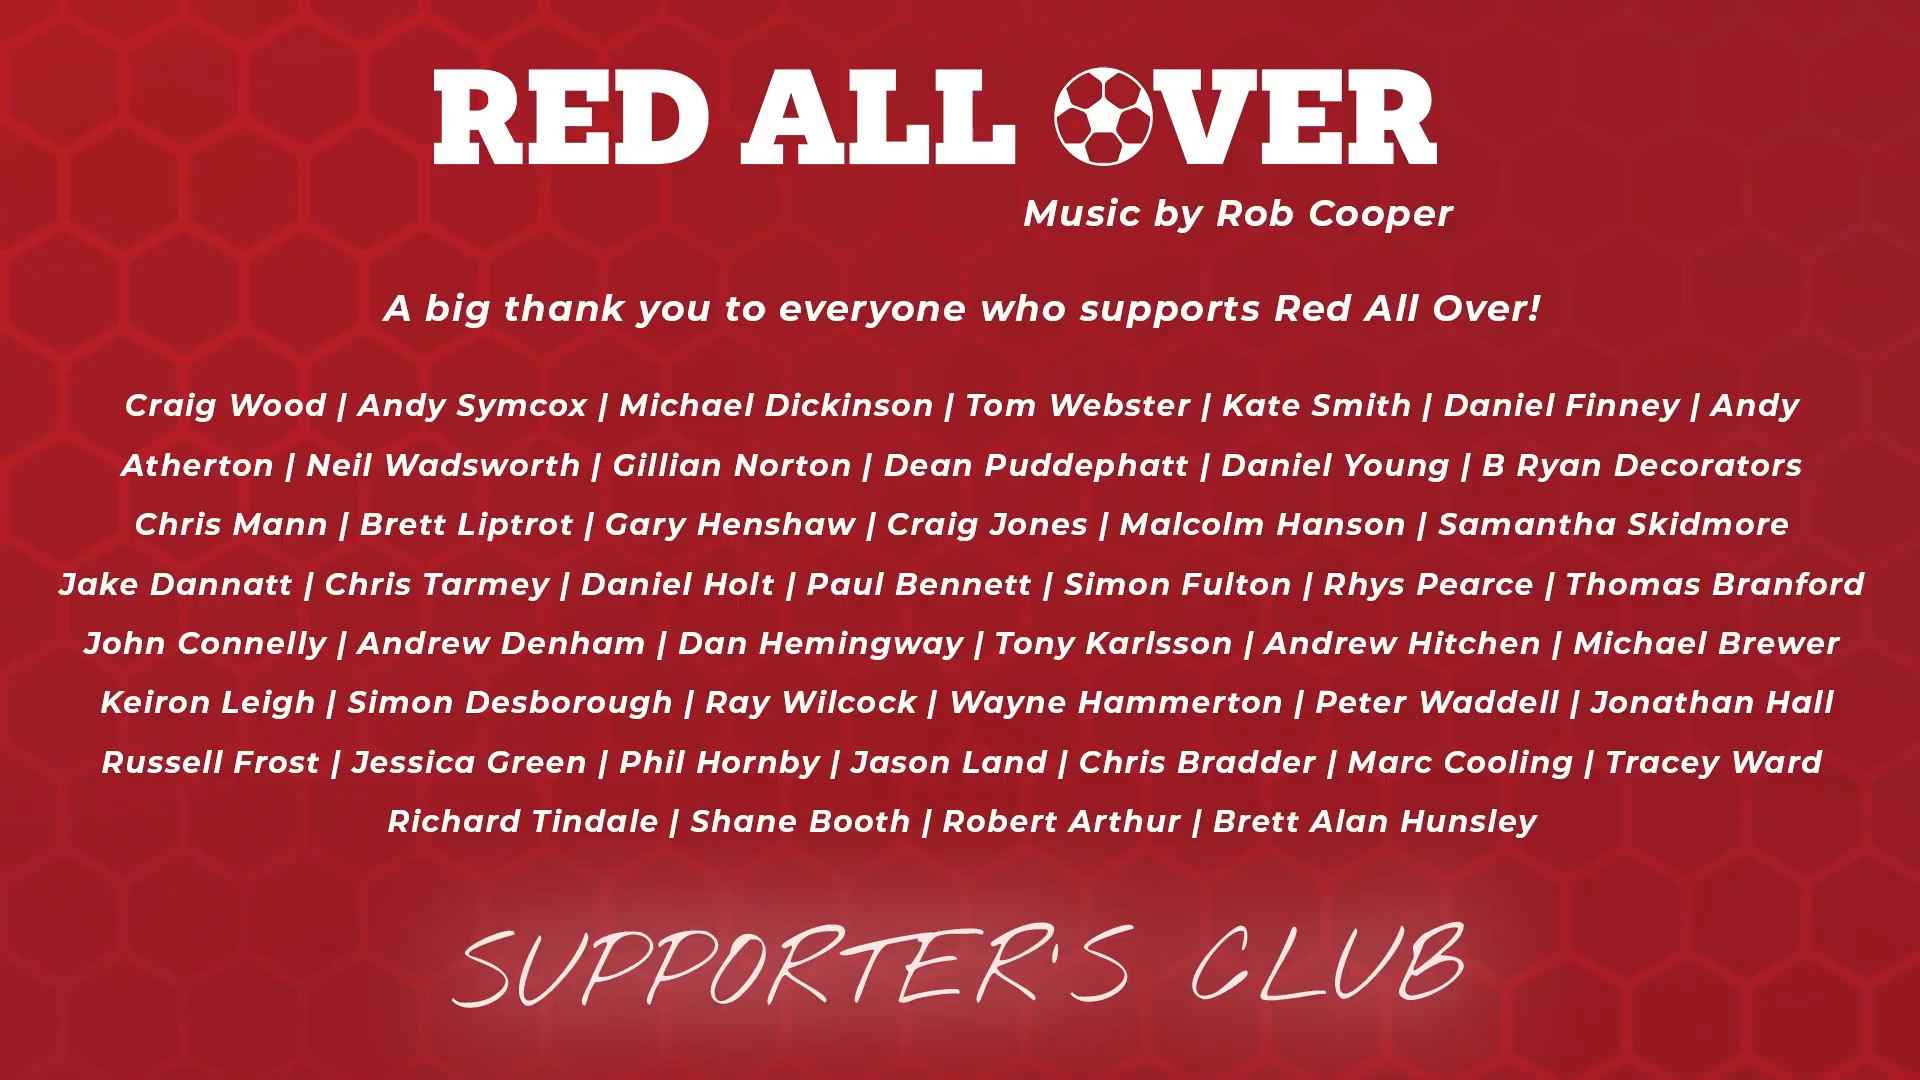 RED ALL OVER
Music by Rob Cooper
A big thank you to everyone who supports Red All Over!
Craig Wood | Andy Symcox | Michael Dickinson | Tom Webster | Kate Smith | Daniel Finney | Andy
Atherton | Neil Wadsworth | Gillian Norton | Dean Puddephatt | Daniel Young | B Ryan Decorators
Chris Mann | Brett Liptrot | Gary Henshaw | Craig Jones | Malcolm Hanson | Samantha Skidmore
Jake Dannatt | Chris Tarmey | Daniel Holt | Paul Bennett | Simon Fulton | Rhys Pearce | Thomas Branford
John Connelly | Andrew Denham | Dan Hemingway | Tony Karlsson | Andrew Hitchen | Michael Brewer
Keiron Leigh | Simon Desborough | Ray Wilcock | Wayne Hammerton | Peter Waddell | Jonathan Hall
Russell Frost | Jessica Green | Phil Hornby | Jason Land | Chris Bradder | Marc Cooling | Tracey Ward
Richard Tindale | Shane Booth | Robert Arthur | Brett Alan Hunsley
SUPPORTER'S CLUB